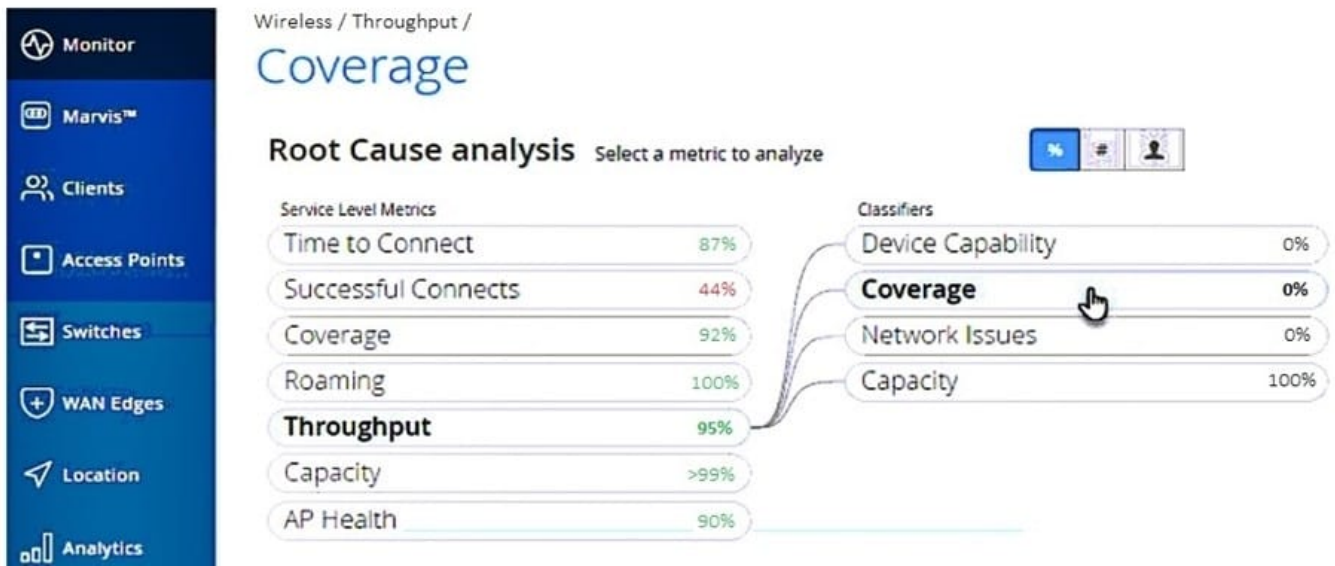 Monitor
Marvis™
Clients
Access Points
Switches
WAN Edges
Location
Analytics
Wireless / Throughput /
Coverage
Root Cause analysis Select a metric to analyze
% #
Service Level Metrics
Time to Connect 87%
Successful Connects 44%
Coverage 92%
Roaming 100%
Throughput 95%
Capacity >99%
AP Health 90%
Classifiers
Device Capability 0%
Coverage 0%
Network Issues 0%
Capacity 100%